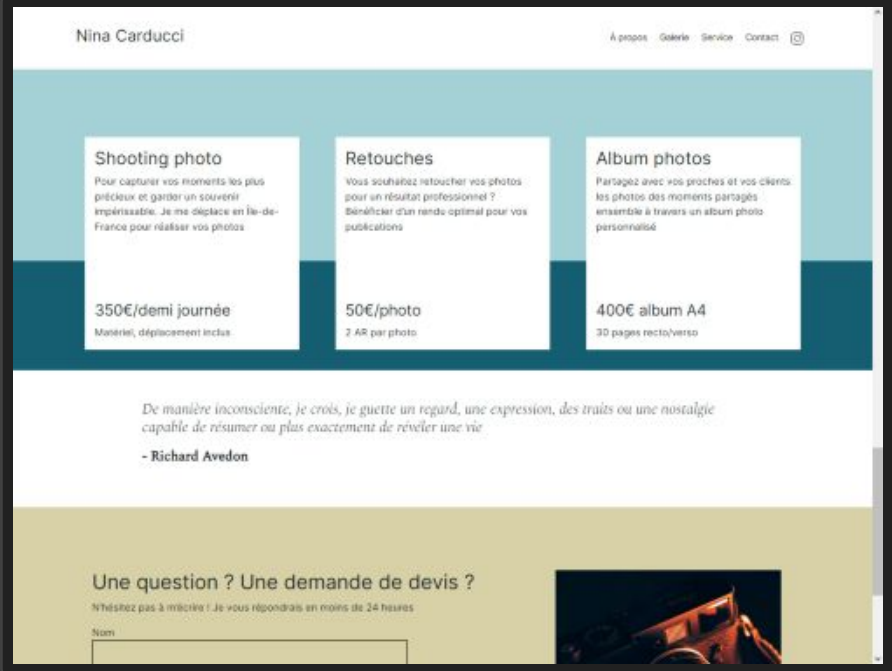 Nina Carducci
À propos Galerie Service Contact
Shooting photo
Pour capturer vos moments les plus
précieux et garder un souvenir
impérissable. Je me déplace en Île-de-
France pour réaliser vos photos
350€/demi journée
Matériel, déplacement inclus
Retouches
Vous souhaitez retoucher vos photos
pour un résultat professionnel ?
Bénéficier d'un rendu optimal pour vos
publications
50€/photo
2 AR par photo
Album photos
Partagez avec vos proches et vos clients
les photos des moments partagés
ensemble à travers un album photo
personnalisé
400€ album A4
30 pages recto/verso
De manière inconsciente, je crois, je guette un regard, une expression, des traits ou une nostalgie
capable de résumer ou plus exactement de révéler une vie
- Richard Avedon
Une question ? Une demande de devis ?
N'hésitez pas à m'écrire ! Je vous répondrais en moins de 24 heures
Nom